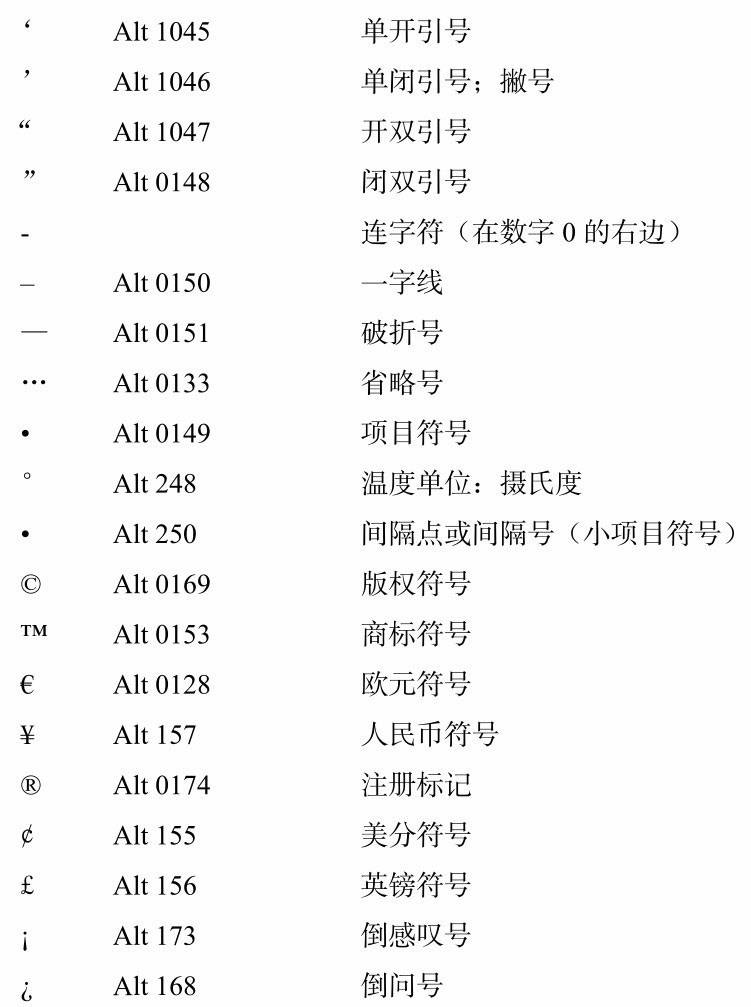 ‘ Alt 1045 单开引号
’ Alt 1046 单闭引号；撇号
“ Alt 1047 开双引号
” Alt 0148 闭双引号
- 连字符（在数字 0 的右边）
– Alt 0150 一字线
— Alt 0151 破折号
… Alt 0133 省略号
• Alt 0149 项目符号
° Alt 248 温度单位：摄氏度
• Alt 250 间隔点或间隔号（小项目符号）
© Alt 0169 版权符号
™ Alt 0153 商标符号
€ Alt 0128 欧元符号
¥ Alt 157 人民币符号
® Alt 0174 注册标记
¢ Alt 155 美分符号
£ Alt 156 英镑符号
¡ Alt 173 倒感叹号
¿ Alt 168 倒问号